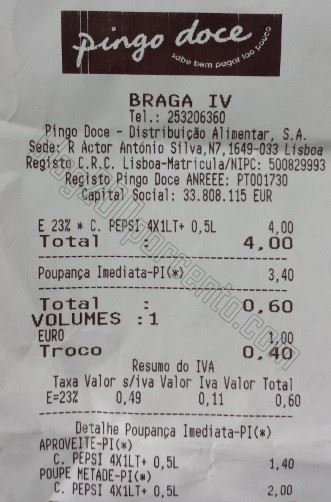 pingo doce
sabe bem pagar tão pouco
BRAGA IV
Tel.: 253206360
Pingo Doce - Distribuição Alimentar, S.A.
Sede: R Actor António Silva,N7,1649-033 Lisboa
Registo C.R.C. Lisboa-Matricula/NIPC: 500829993
Registo Pingo Doce ANREEE: PT001730
Capital Social: 33.808.115 EUR
E 23% * C. PEPSI 4X1LT+ 0,5L 4,00
Total : 4,00
Poupança Imediata-PI(*) 3,40
Total : 0,60
VOLUMES :1
EURO 1,00
Troco 0,40
Resumo do IVA
Taxa Valor s/iva Valor Iva Valor Total
E=23% 0,49 0,11 0,60
Detalhe Poupança Imediata-PI(*)
APROVEITE-PI(*)
C. PEPSI 4X1LT+ 0,5L 1,40
POUPE METADE-PI(*)
C. PEPSI 4X1LT+ 0,5L 2,00